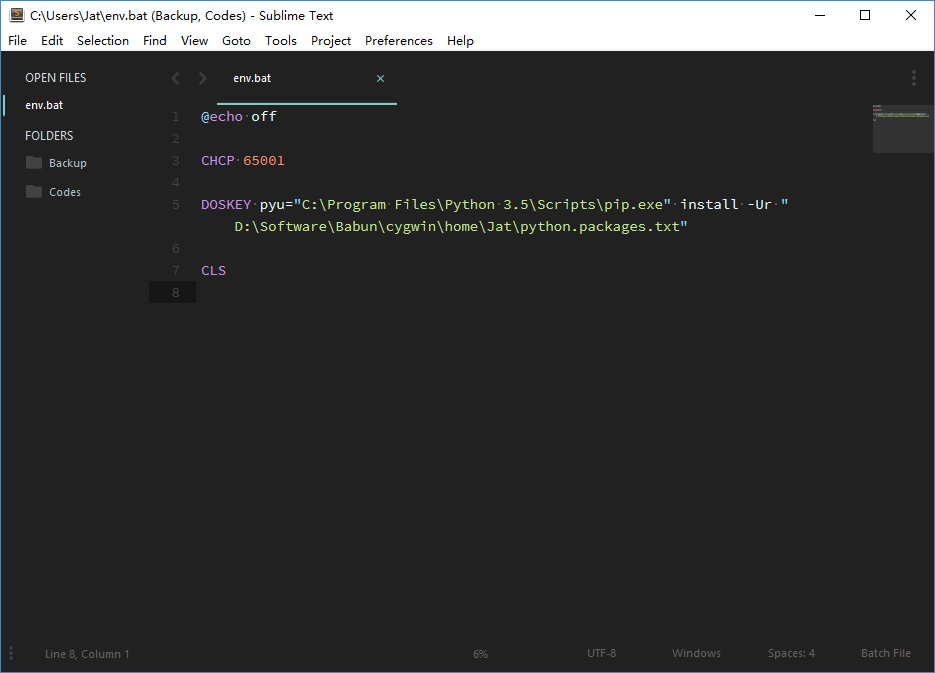 C:\Users\Jat\env.bat (Backup, Codes) - Sublime Text
File Edit Selection Find View Goto Tools Project Preferences Help
OPEN FILES
env.bat
FOLDERS
Backup
Codes
env.bat
1 @echo off
2
3 CHCP 65001
4
5 DOSKEY pyu="C:\Program Files\Python 3.5\Scripts\pip.exe" install -Ur "
D:\Software\Babun\cygwin\home\Jat\python.packages.txt"
6
7 CLS
8
Line 8, Column 1 6% UTF-8 Windows Spaces: 4 Batch File